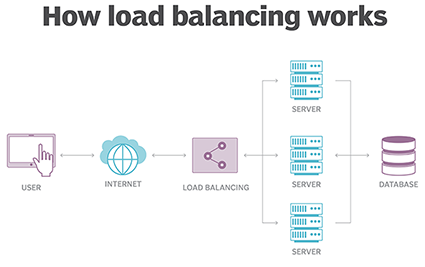 How load balancing works
SERVER
USER
INTERNET
LOAD BALANCING
SERVER
DATABASE
SERVER